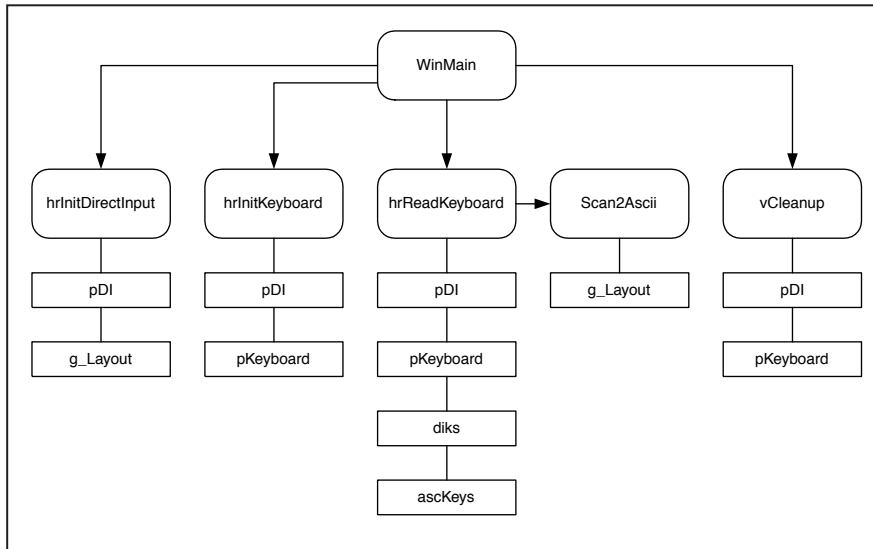 WinMain
hrInitDirectInput
hrInitKeyboard
hrReadKeyboard
Scan2Ascii
vCleanup
pDI
pDI
pDI
g_Layout
pDI
g_Layout
pKeyboard
pKeyboard
pKeyboard
diks
ascKeys